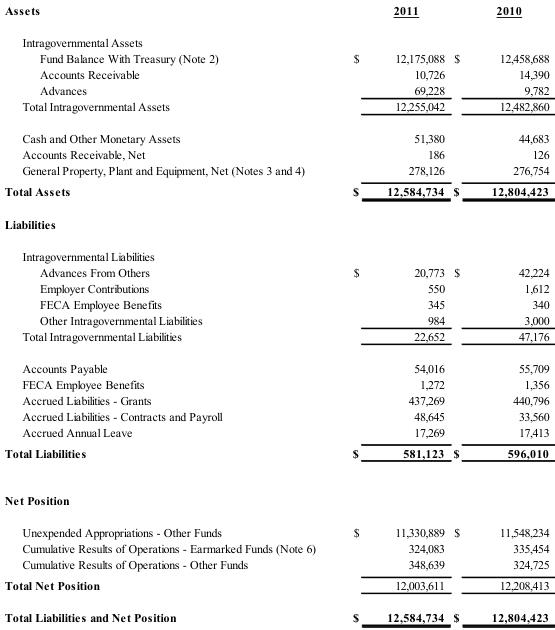 Assets 2011 2010
Intragovernmental Assets
Fund Balance With Treasury (Note 2) $ 12,175,088 $ 12,458,688
Accounts Receivable 10,726 14,390
Advances 69,228 9,782
Total Intragovernmental Assets 12,255,042 12,482,860
Cash and Other Monetary Assets 51,380 44,683
Accounts Receivable, Net 186 126
General Property, Plant and Equipment, Net (Notes 3 and 4) 278,126 276,754
Total Assets $ 12,584,734 $ 12,804,423
Liabilities
Intragovernmental Liabilities
Advances From Others $ 20,773 $ 42,224
Employer Contributions 550 1,612
FECA Employee Benefits 345 340
Other Intragovernmental Liabilities 984 3,000
Total Intragovernmental Liabilities 22,652 47,176
Accounts Payable 54,016 55,709
FECA Employee Benefits 1,272 1,356
Accrued Liabilities - Grants 437,269 440,796
Accrued Liabilities - Contracts and Payroll 48,645 33,560
Accrued Annual Leave 17,269 17,413
Total Liabilities $ 581,123 $ 596,010
Net Position
Unexpended Appropriations - Other Funds $ 11,330,889 $ 11,548,234
Cumulative Results of Operations - Earmarked Funds (Note 6) 324,083 335,454
Cumulative Results of Operations - Other Funds 348,639 324,725
Total Net Position 12,003,611 12,208,413
Total Liabilities and Net Position $ 12,584,734 $ 12,804,423